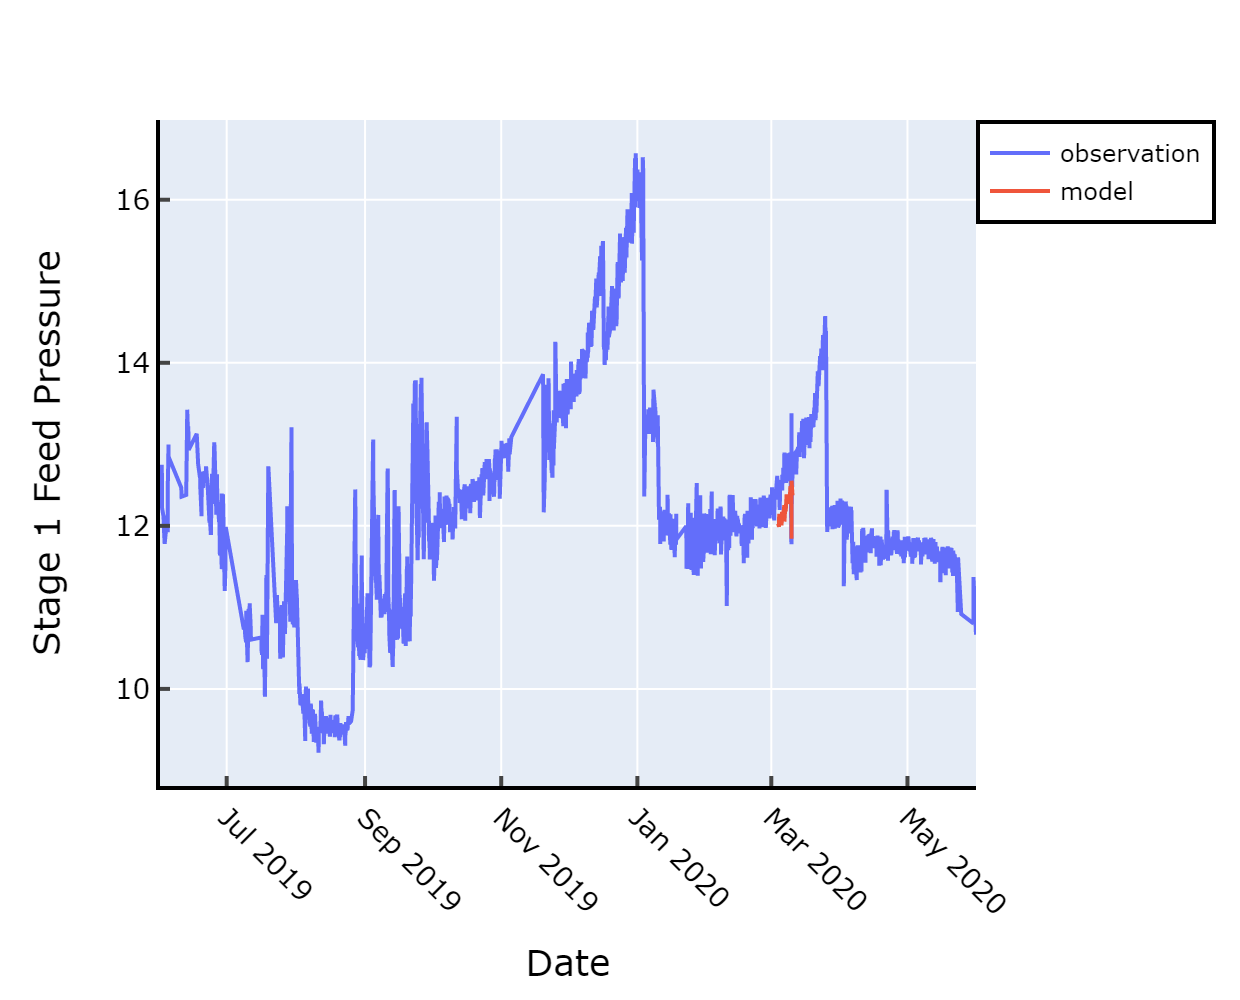 observation
model
Stage 1 Feed Pressure
16
14
12
10
Jul 2019
Sep 2019
Nov 2019
Jan 2020
Mar 2020
May 2020
Date